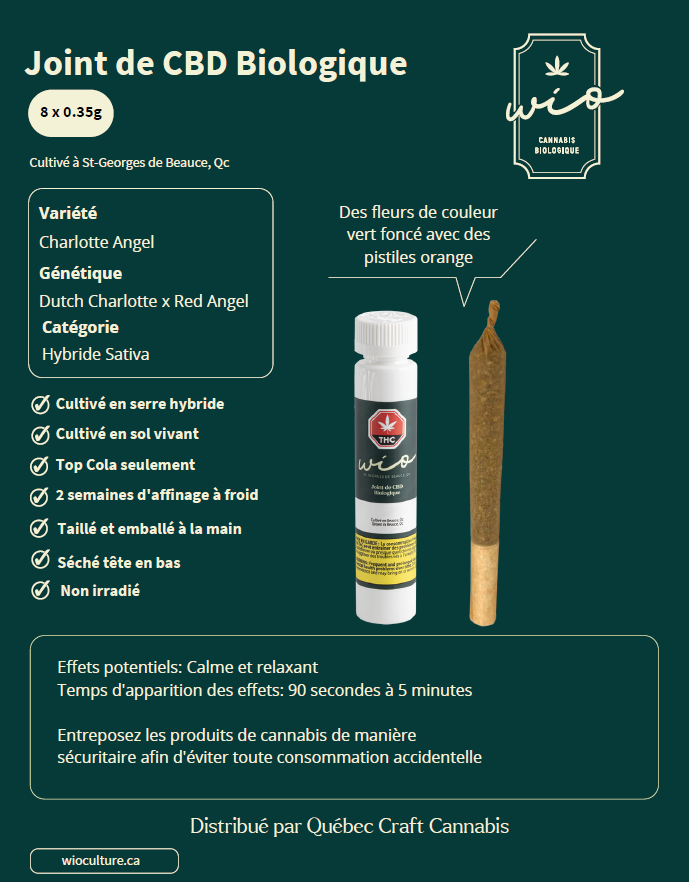 Joint de CBD Biologique
8 x 0.35g
Cultivé à St-Georges de Beauce, Qc
wio
CANNABIS
BIOLOGIQUE
Variété
Charlotte Angel
Génétique
Dutch Charlotte x Red Angel
Catégorie
Hybride Sativa
Des fleurs de couleur
vert foncé avec des
pistiles orange
THC
wio
Joint de CBD
Biologique
Cultivé en serre hybride
Cultivé en sol vivant
Top Cola seulement
2 semaines d'affinage à froid
Taillé et emballé à la main
Séché tête en bas
Non irradié
Effets potentiels: Calme et relaxant
Temps d'apparition des effets: 90 secondes à 5 minutes
Entreposez les produits de cannabis de manière
sécuritaire afin d'éviter toute consommation accidentelle
Distribué par Québec Craft Cannabis
wioculture.ca